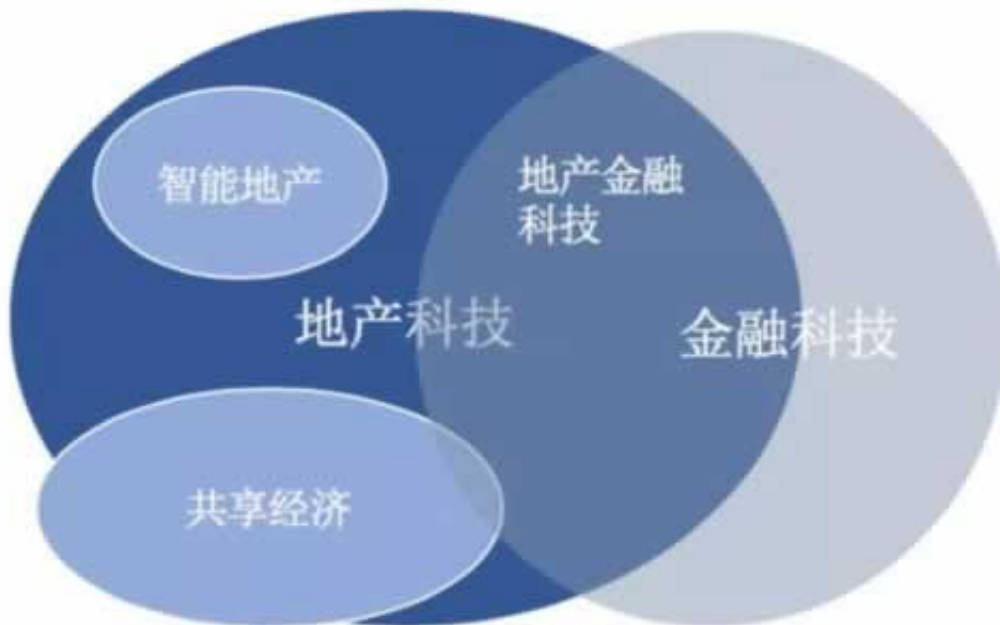 智能地产
地产金融
科技
地产科技
金融科技
共享经济